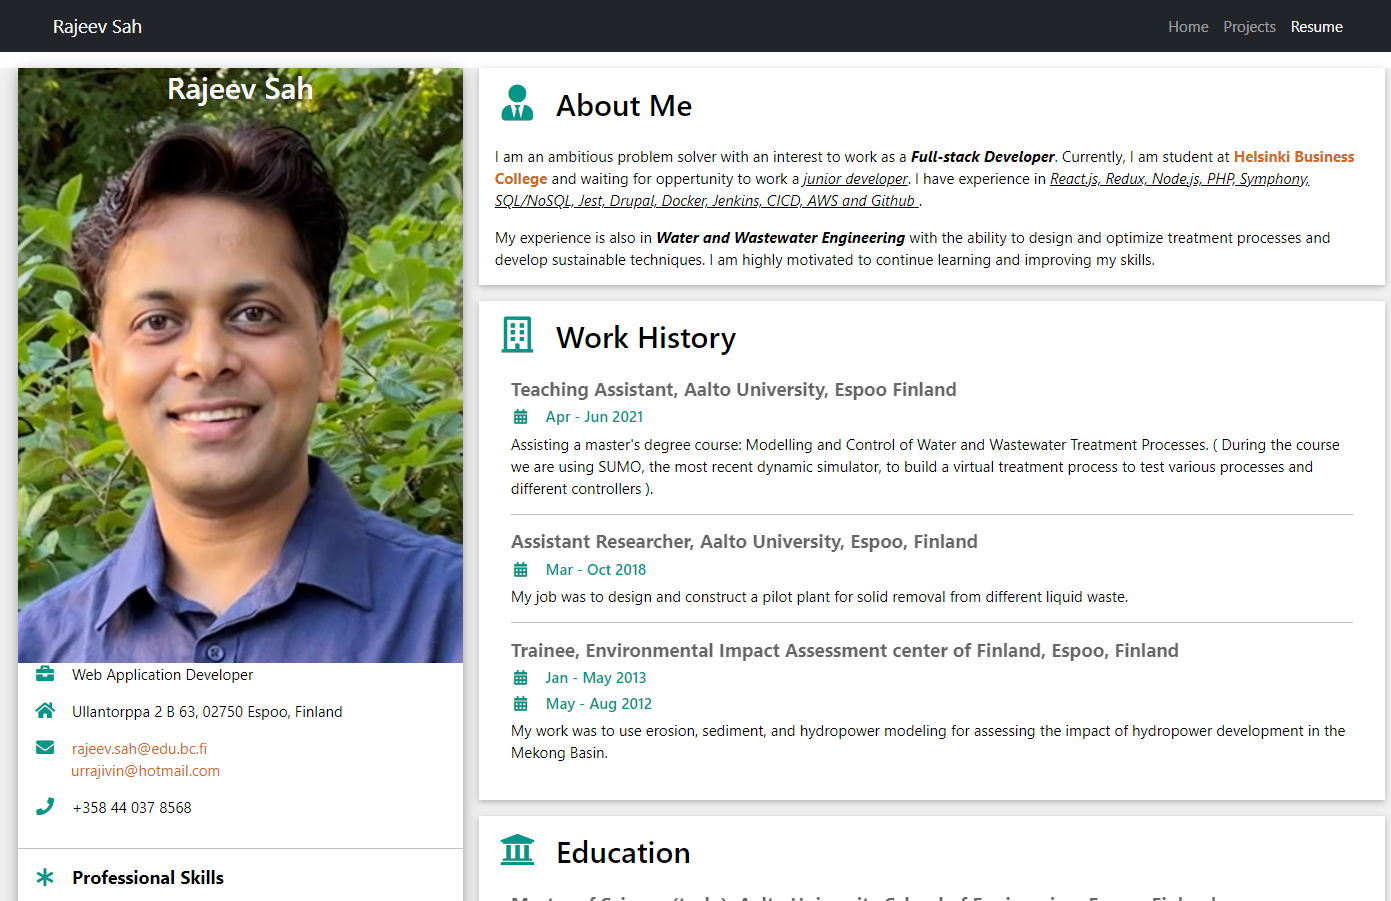 Rajeev Sah
Home Projects Resume
Rajeev Sah
Web Application Developer
Ullantorppa 2 B 63, 02750 Espoo, Finland
rajeev.sah@edu.bc.fi
urrajivin@hotmail.com
+358 44 037 8568
Professional Skills
About Me
I am an ambitious problem solver with an interest to work as a Full-stack Developer. Currently, I am student at Helsinki Business
College and waiting for oppertunity to work a junior developer. I have experience in React.js, Redux, Node.js, PHP, Symphony,
SQL/NoSQL, Jest, Drupal, Docker, Jenkins, CICD, AWS and Github .
My experience is also in Water and Wastewater Engineering with the ability to design and optimize treatment processes and
develop sustainable techniques. I am highly motivated to continue learning and improving my skills.
Work History
Teaching Assistant, Aalto University, Espoo Finland
Apr - Jun 2021
Assisting a master's degree course: Modelling and Control of Water and Wastewater Treatment Processes. ( During the course
we are using SUMO, the most recent dynamic simulator, to build a virtual treatment process to test various processes and
different controllers ).
Assistant Researcher, Aalto University, Espoo, Finland
Mar - Oct 2018
My job was to design and construct a pilot plant for solid removal from different liquid waste.
Trainee, Environmental Impact Assessment center of Finland, Espoo, Finland
Jan - May 2013
May - Aug 2012
My work was to use erosion, sediment, and hydropower modeling for assessing the impact of hydropower development in the
Mekong Basin.
Education